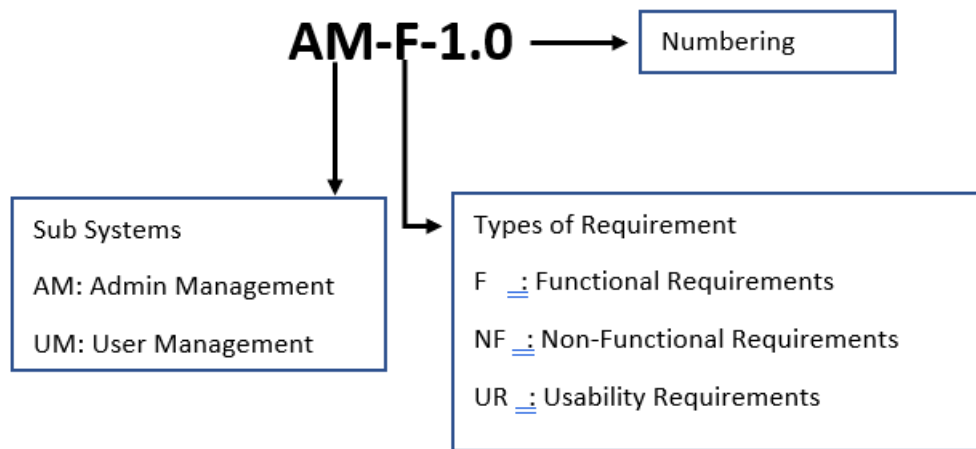 AM-F-1.0
Numbering
Sub Systems
AM: Admin Management
UM: User Management
Types of Requirement
F : Functional Requirements
NF : Non-Functional Requirements
UR : Usability Requirements